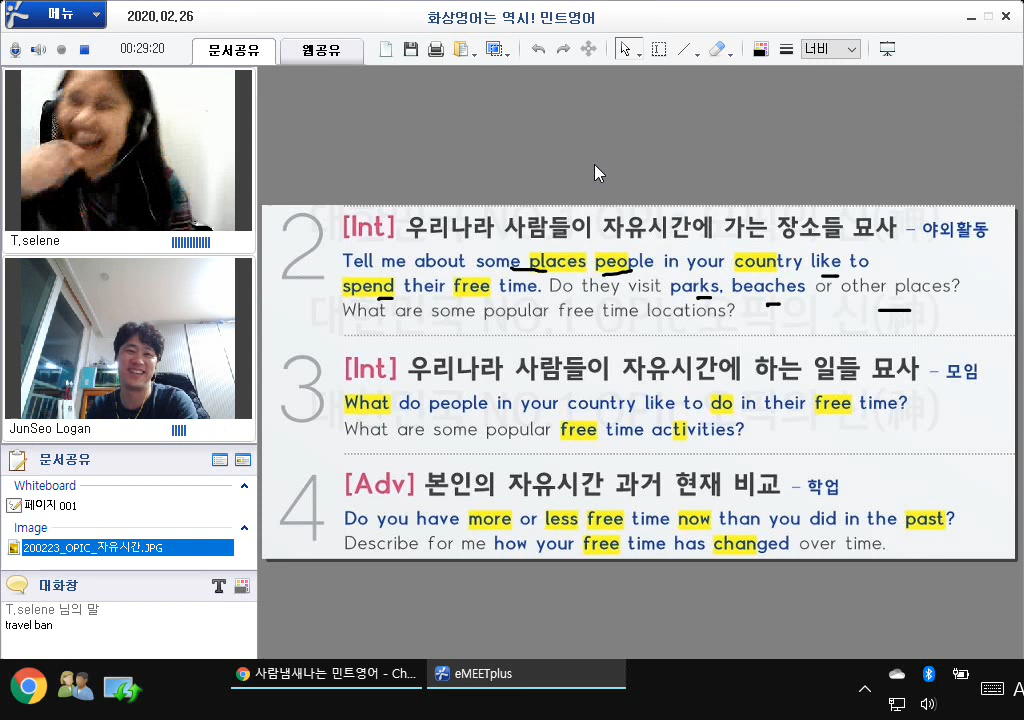 메뉴
2020.02.26
화상영어는 역시! 민트영어
00:29:20
문서공유
웹공유
너비
T.selene
JunSeo Logan
문서공유
Whiteboard
페이지 001
Image
200223_OPIC_자유시간.JPG
대화창
T.selene 님의 말
travel ban
2
[Int] 우리나라 사람들이 자유시간에 가는 장소들 묘사 – 야외활동
Tell me about some places people in your country like to
spend their free time. Do they visit parks, beaches or other places?
What are some popular free time locations?
3
[Int] 우리나라 사람들이 자유시간에 하는 일들 묘사 – 모임
What do people in your country like to do in their free time?
What are some popular free time activities?
4
[Adv] 본인의 자유시간 과거 현재 비교 – 학업
Do you have more or less free time now than you did in the past?
Describe for me how your free time has changed over time.
사람냄새나는 민트영어 - Ch...
eMEETplus
A